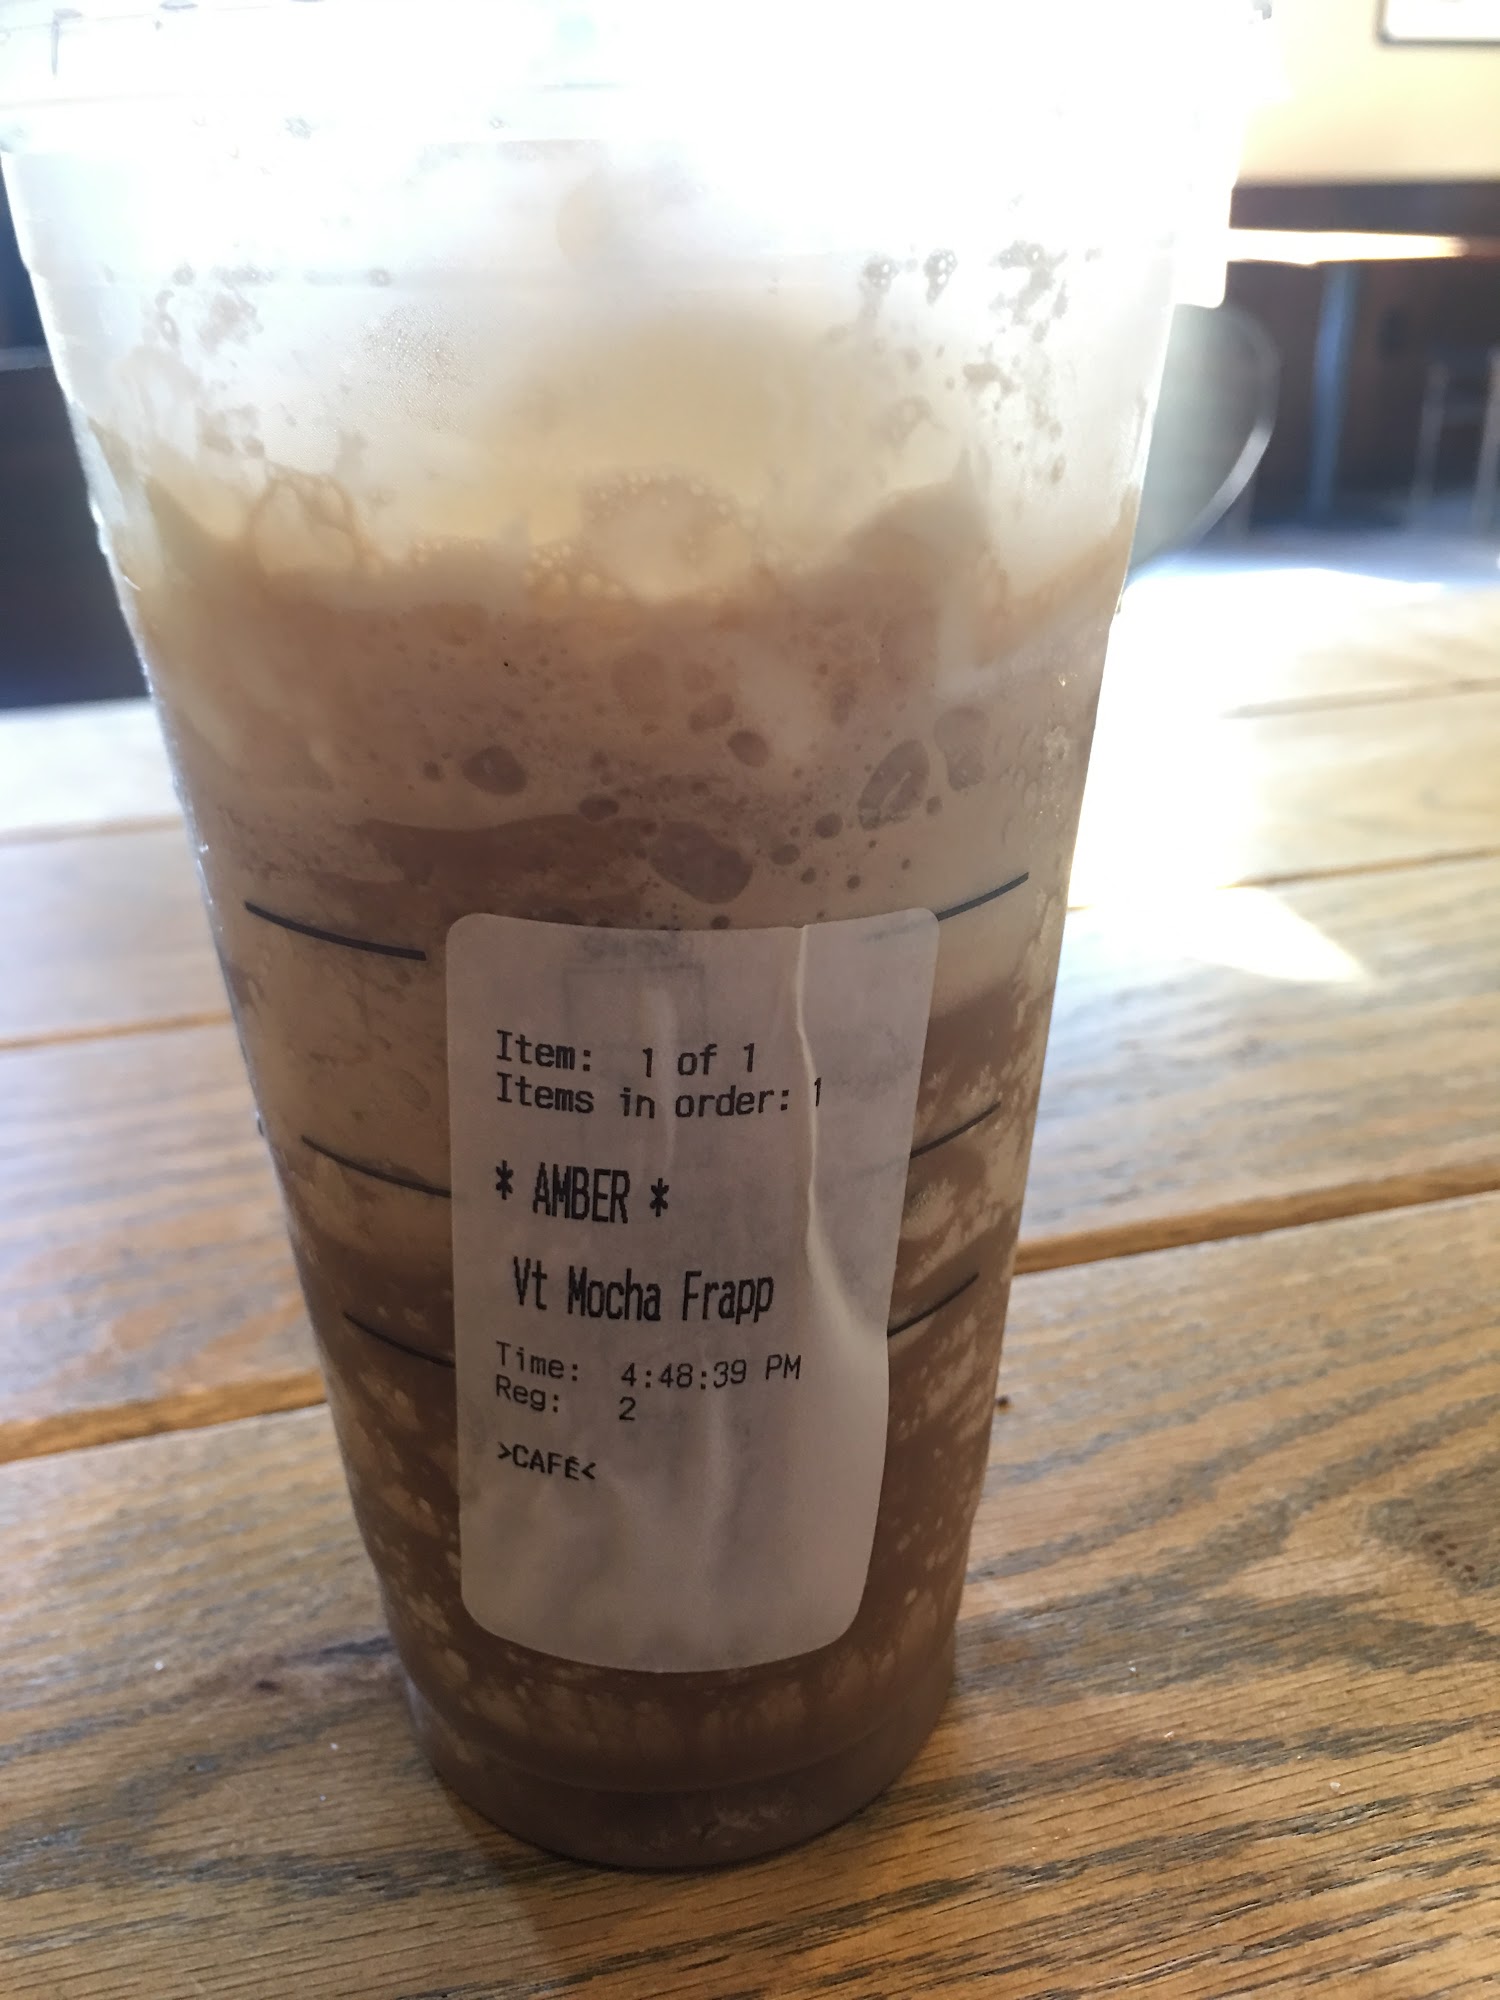 Item: 1 of 1
Items in order: 1
* AMBER *
Vt Mocha Frapp
Time: 4:48:39 PM
Reg: 2
>CAFÉ<